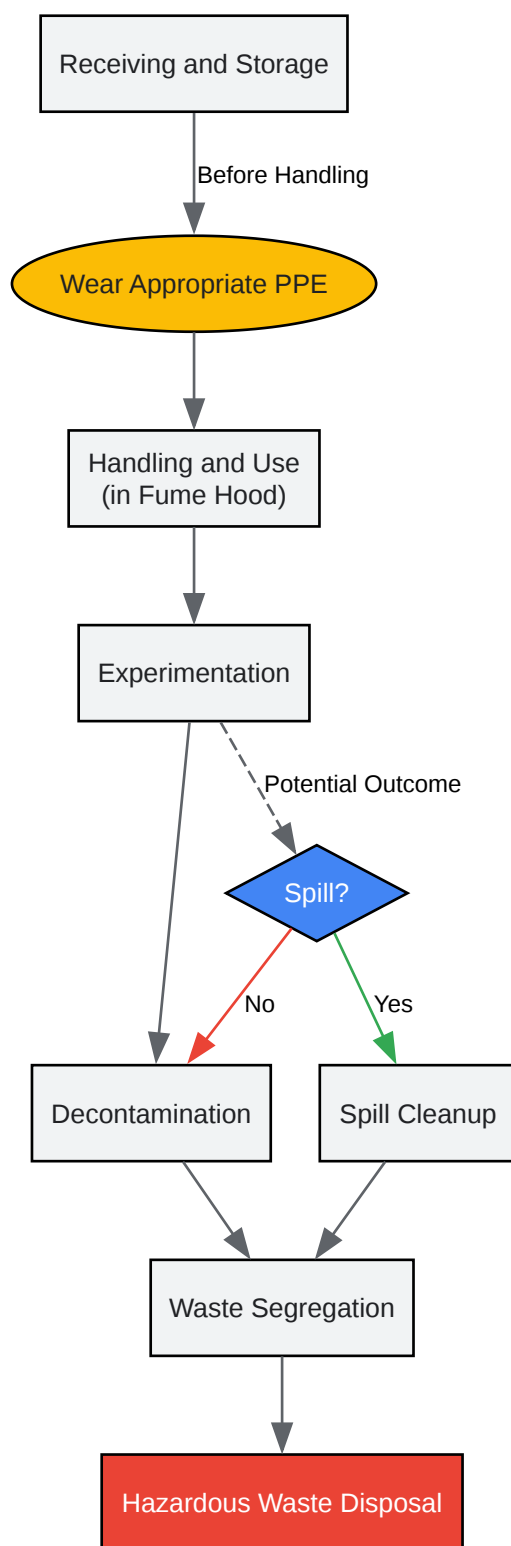 Receiving and Storage
Before Handling
Wear Appropriate PPE
Handling and Use
(in Fume Hood)
Experimentation
Potential Outcome
Spill?
No
Yes
Decontamination
Spill Cleanup
Waste Segregation
Hazardous Waste Disposal